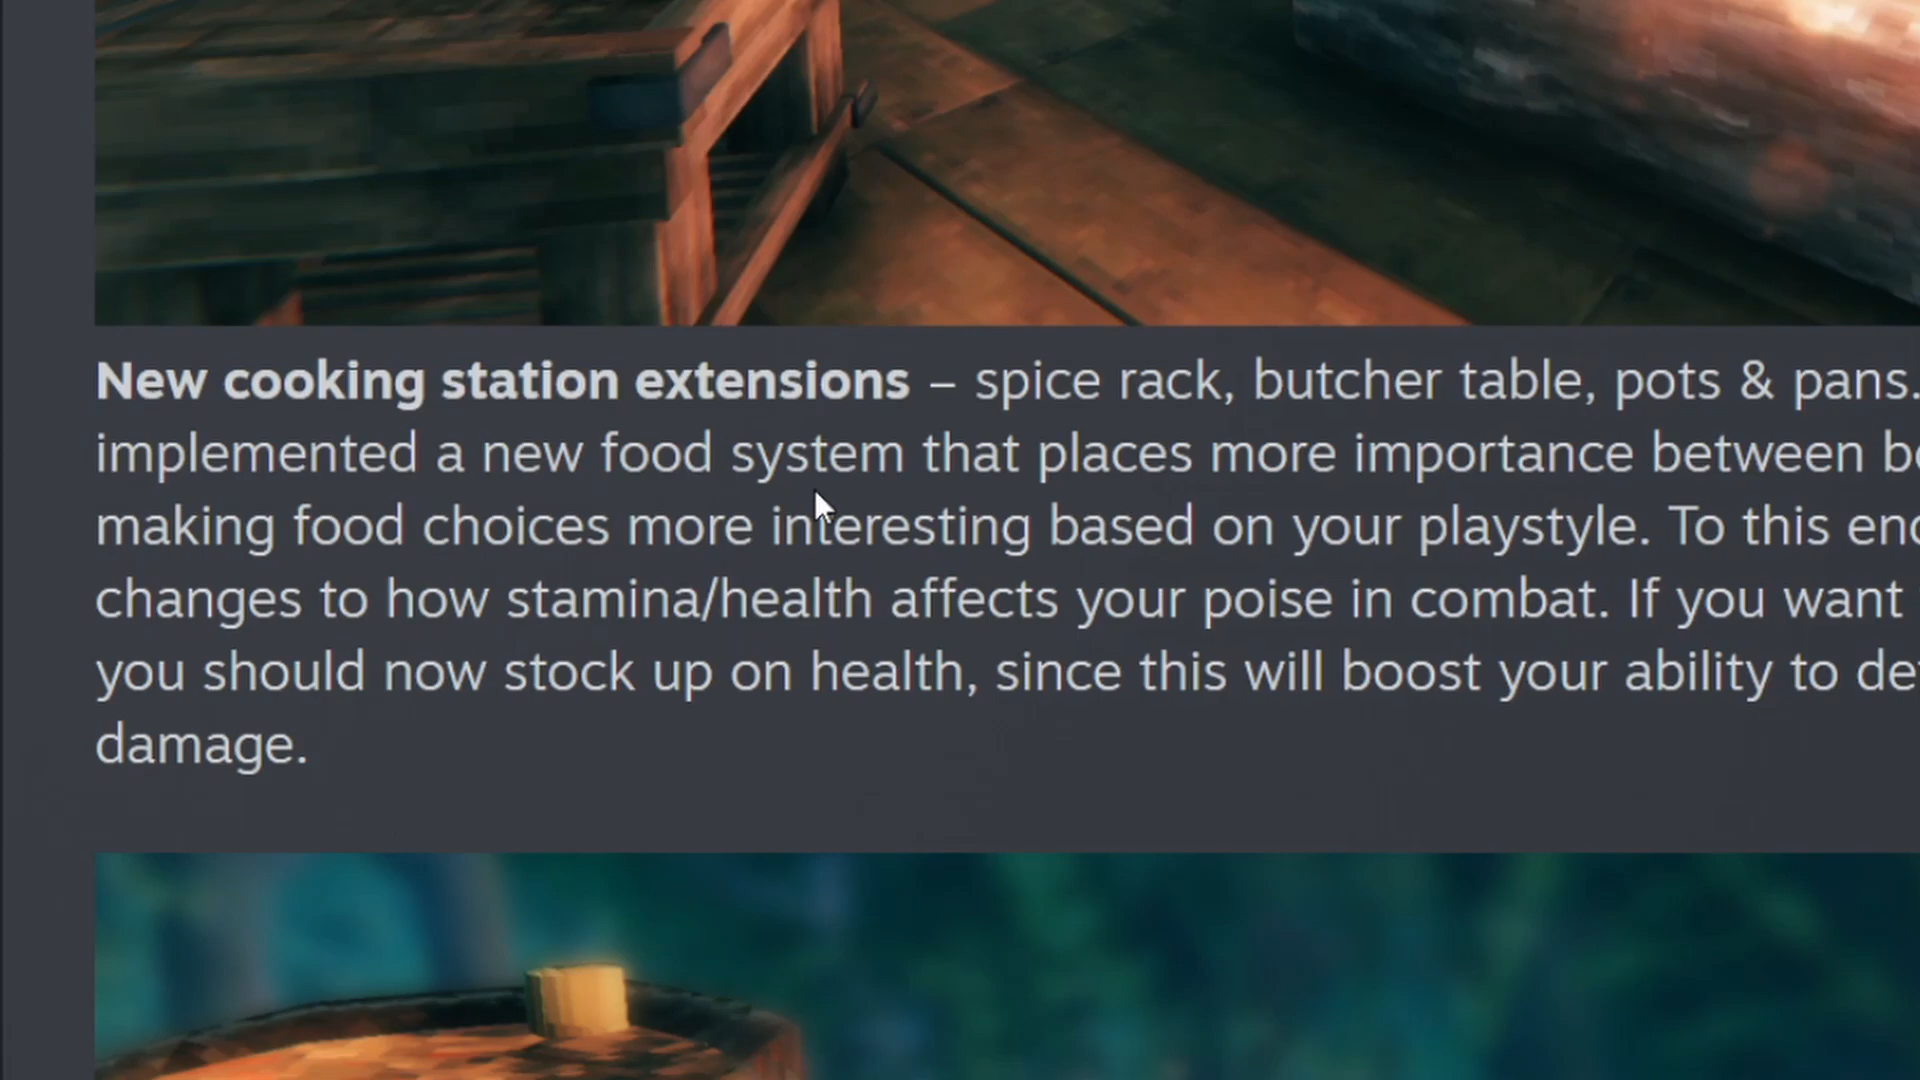 New cooking station extensions – spice rack, butcher table, pots & pans.
implemented a new food system that places more importance between
making food choices more interesting based on your playstyle. To this
changes to how stamina/health affects your poise in combat. If you want
you should now stock up on health, since this will boost your ability to
damage.